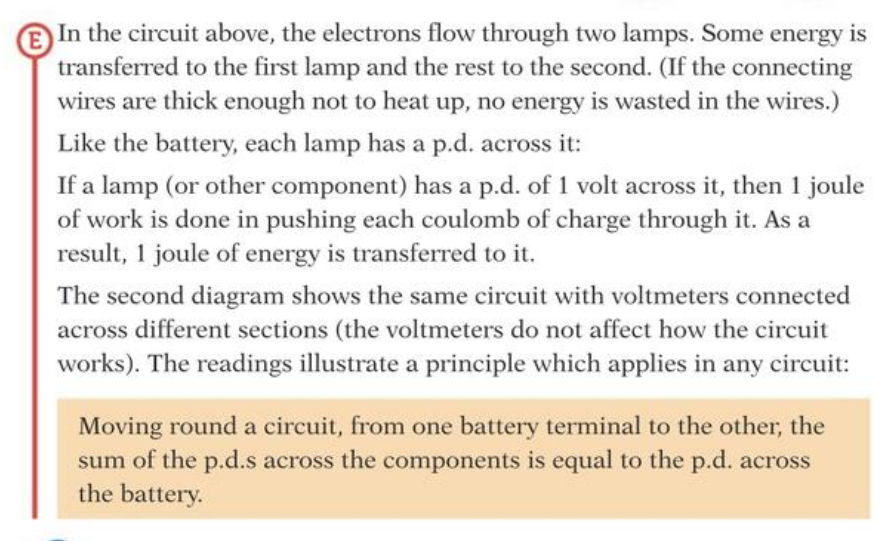 E In the circuit above, the electrons flow through two lamps. Some energy is
transferred to the first lamp and the rest to the second. (If the connecting
wires are thick enough not to heat up, no energy is wasted in the wires.)
Like the battery, each lamp has a p.d. across it:
If a lamp (or other component) has a p.d. of 1 volt across it, then 1 joule
of work is done in pushing each coulomb of charge through it. As a
result, 1 joule of energy is transferred to it.
The second diagram shows the same circuit with voltmeters connected
across different sections (the voltmeters do not affect how the circuit
works). The readings illustrate a principle which applies in any circuit:
Moving round a circuit, from one battery terminal to the other, the
sum of the p.d.s across the components is equal to the p.d. across
the battery.